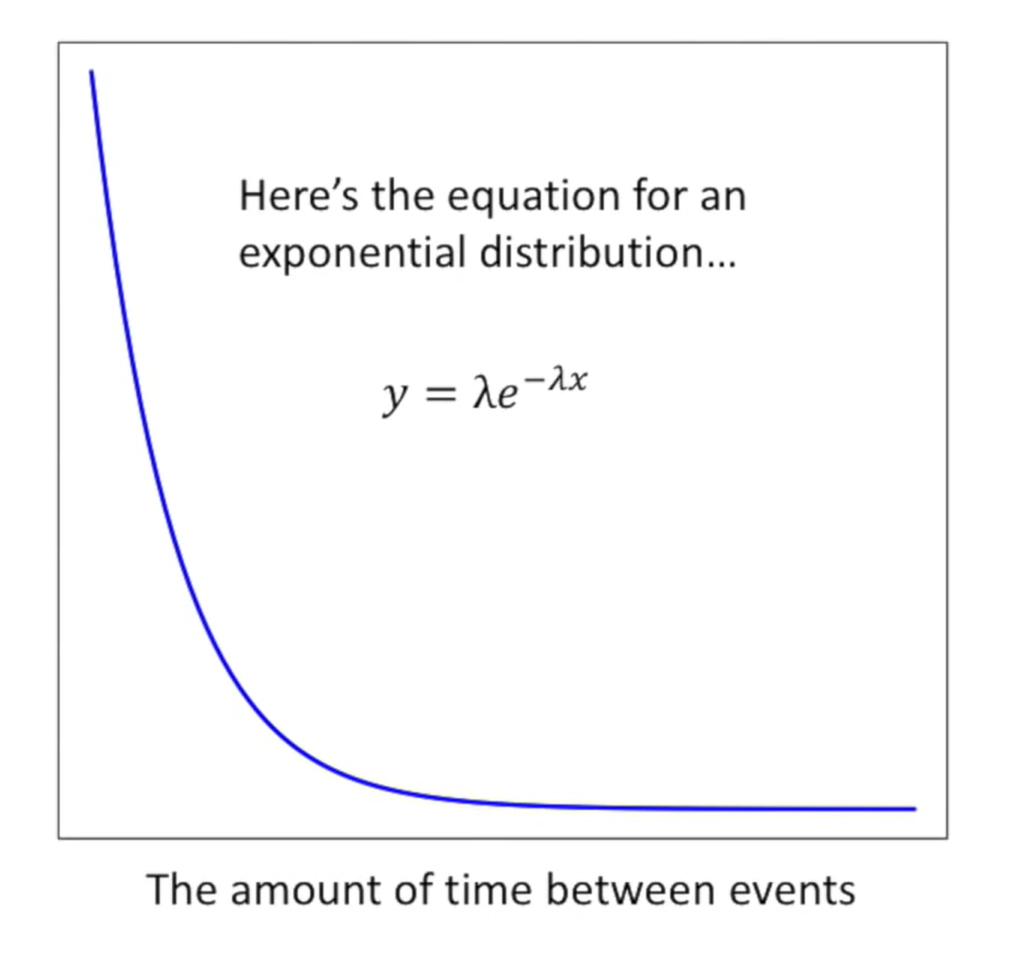 Here’s the equation for an
exponential distribution...
y = λe^{−λx}
The amount of time between events